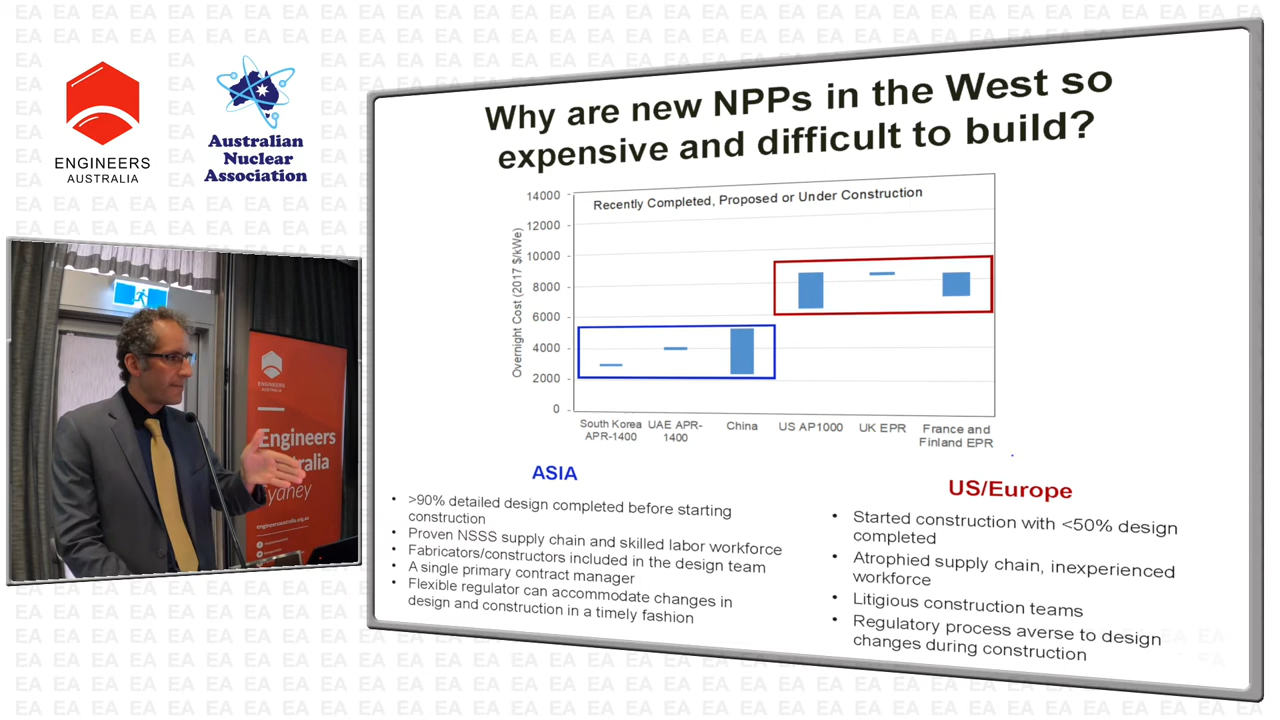 ENGINEERS
AUSTRALIA
Australian
Nuclear
Association
Why are new NPPs in the West so
expensive and difficult to build?
Recently Completed, Proposed or Under Construction
Overnight Cost (2017 $/kWe)
14000
12000
10000
8000
6000
4000
2000
0
South Korea
APR-1400
UAE APR-
1400
China
US AP1000
UK EPR
France and
Finland EPR
ASIA
• >90% detailed design completed before starting
construction
• Proven NSSS supply chain and skilled labor workforce
• Fabricators/constructors included in the design team
• A single primary contract manager
• Flexible regulator can accommodate changes in
design and construction in a timely fashion
US/Europe
• Started construction with <50% design
completed
• Atrophied supply chain, inexperienced
workforce
• Litigious construction teams
• Regulatory process averse to design
changes during construction
ENGINEERS
AUSTRALIA
Engineers
Sydney
engineersaustralia.org.au